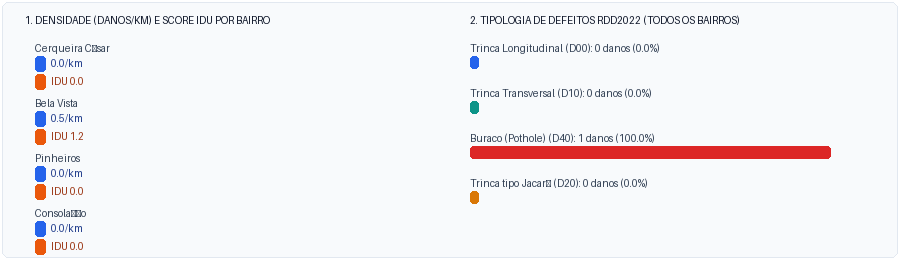 1. DENSIDADE (DANOS/KM) E SCORE IDU POR BAIRRO
Cerqueira C▯sar
0.0/km
IDU 0.0
Bela Vista
0.5/km
IDU 1.2
Pinheiros
0.0/km
IDU 0.0
Consola▯▯o
0.0/km
IDU 0.0
2. TIPOLOGIA DE DEFEITOS RDD2022 (TODOS OS BAIRROS)
Trinca Longitudinal (D00): 0 danos (0.0%)
Trinca Transversal (D10): 0 danos (0.0%)
Buraco (Pothole) (D40): 1 danos (100.0%)
Trinca tipo Jacar▯ (D20): 0 danos (0.0%)